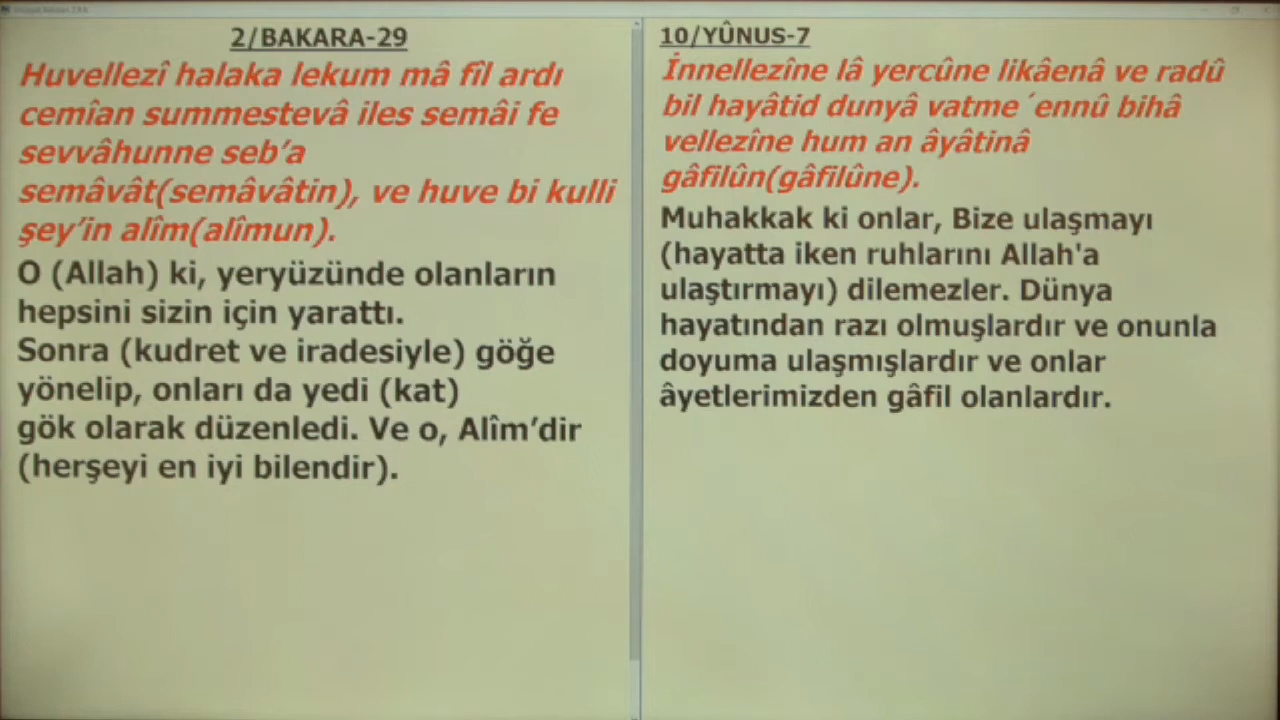 2/BAKARA-29
Huvellezî halaka lekum mâ fîl ardı
cemîan summestevâ iles semâi fe
sevvâhunne seb’a
semâvât(semâvâtin), ve huve bi kulli
şey’in alîm(alîmun).
O (Allah) ki, yeryüzünde olanların
hepsini sizin için yarattı.
Sonra (kudret ve iradesiyle) göğe
yönelip, onları da yedi (kat)
gök olarak düzenledi. Ve o, Alîm’dir
(herşeyi en iyi bilendir).
10/YÛNUS-7
İnnellezîne lâ yercûne likâenâ ve radû
bil hayâtid dunyâ vatme´ennû bihâ
vellezîne hum an âyâtinâ
gâfilûn(gâfilûne).
Muhakkak ki onlar, Bize ulaşmayı
(hayatta iken ruhlarını Allah'a
ulaştırmayı) dilemezler. Dünya
hayatından razı olmuşlardır ve onunla
doyuma ulaşmışlardır ve onlar
âyetlerimizden gâfil olanlardır.